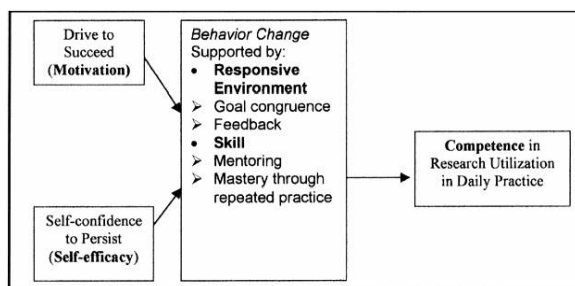 Drive to
Succeed
(Motivation)
Self-confidence
to Persist
(Self-efficacy)
Behavior Change
Supported by:
• Responsive
Environment
➢ Goal congruence
➢ Feedback
• Skill
➢ Mentoring
➢ Mastery through
repeated practice
Competence in
Research Utilization
in Daily Practice